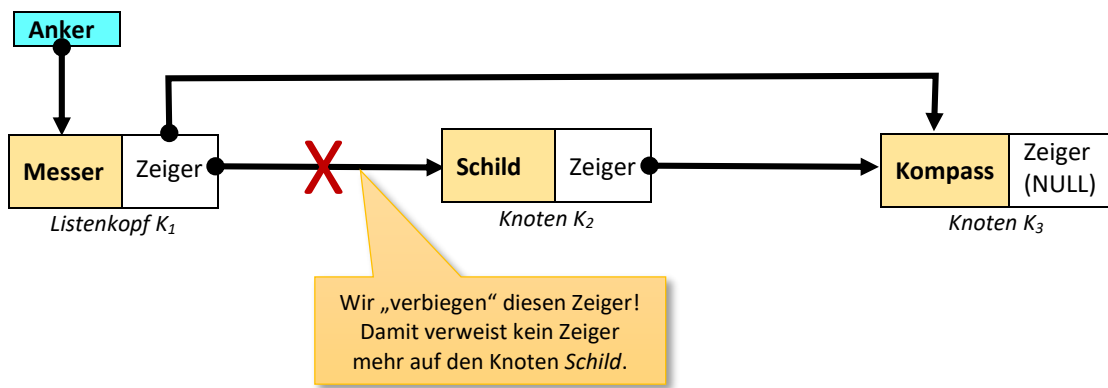 Anker
Messer
Zeiger
Schild
Zeiger
Kompass
Zeiger
(NULL)
Listenkopf K₁
Knoten K₂
Knoten K₃
Wir „verbiegen“ diesen Zeiger!
Damit verweist kein Zeiger
mehr auf den Knoten Schild.